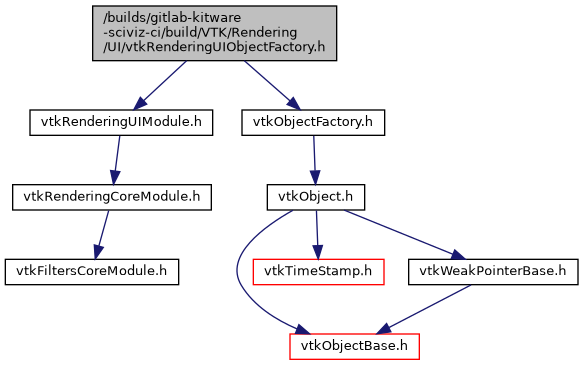 /builds/gitlab-kitware
-sciviz-ci/build/VTK/Rendering
/UI/vtkRenderingUIObjectFactory.h
vtkRenderingUIModule.h
vtkObjectFactory.h
vtkRenderingCoreModule.h
vtkObject.h
vtkFiltersCoreModule.h
vtkTimeStamp.h
vtkWeakPointerBase.h
vtkObjectBase.h